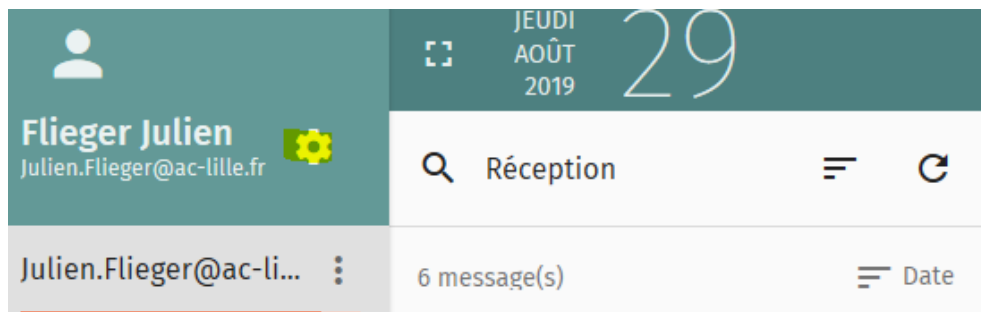 Flieger Julien
Julien.Flieger@ac-lille.fr
Julien.Flieger@ac-li...
JEUDI
AOÛT
2019
29
Réception
6 message(s)
Date